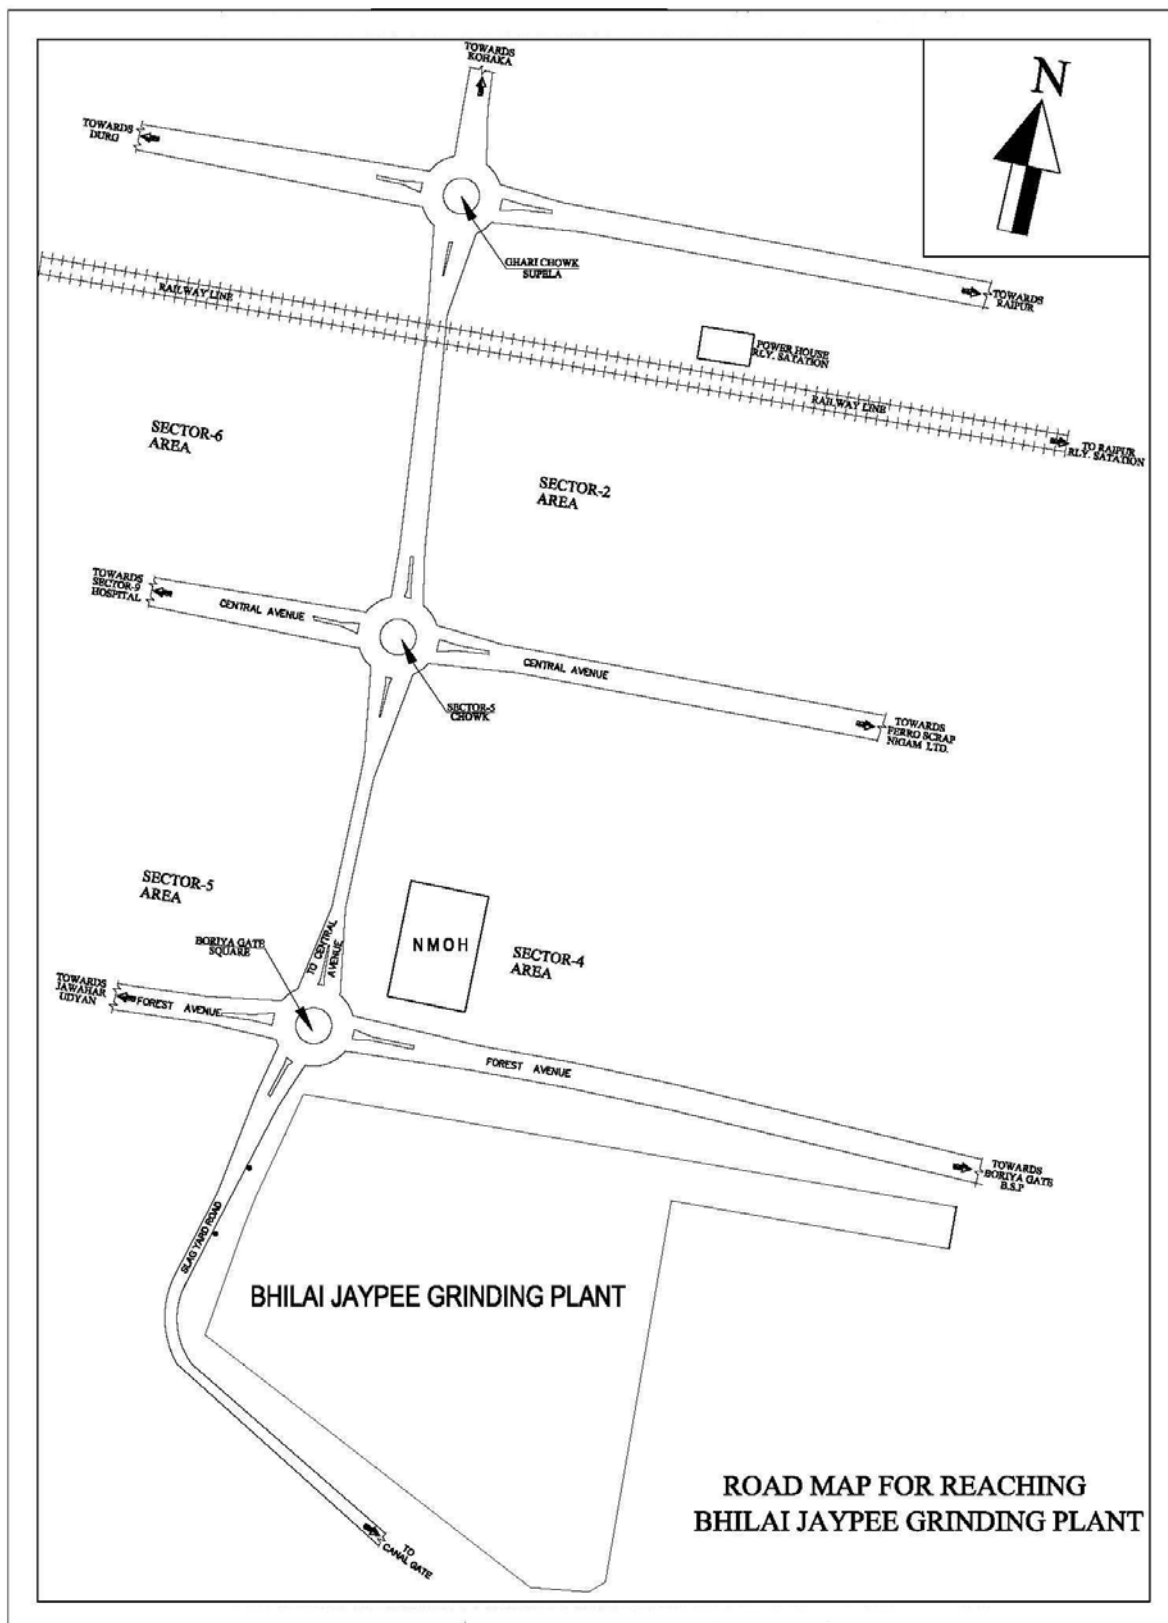 TOWARDS
KOHAKA
N
TOWARDS
DURG
GHARI CHOWK
SUPELA
RAILWAY LINE
TOWARDS
RAIPUR
POWER HOUSE
RLY. SATATION
RAILWAY LINE
TO RAIPUR
RLY. SATATION
SECTOR-6
AREA
SECTOR-2
AREA
TOWARDS
SECTOR-9
HOSPITAL
CENTRAL AVENUE
CENTRAL AVENUE
SECTOR-5
CHOWK
TOWARDS
FERRO SCRAP
NIGAM LTD.
SECTOR-5
AREA
BORIYA GATE
SQUARE
TO CENTRAL
AVENUE
NMOH
SECTOR-4
AREA
TOWARDS
JAWAHAR
UDYAN
FOREST AVENUE
FOREST AVENUE
TOWARDS
BORIYA GATE
B.S.P
SLAG YARD ROAD
BHILAI JAYPEE GRINDING PLANT
TO
CANAL GATE
ROAD MAP FOR REACHING
BHILAI JAYPEE GRINDING PLANT